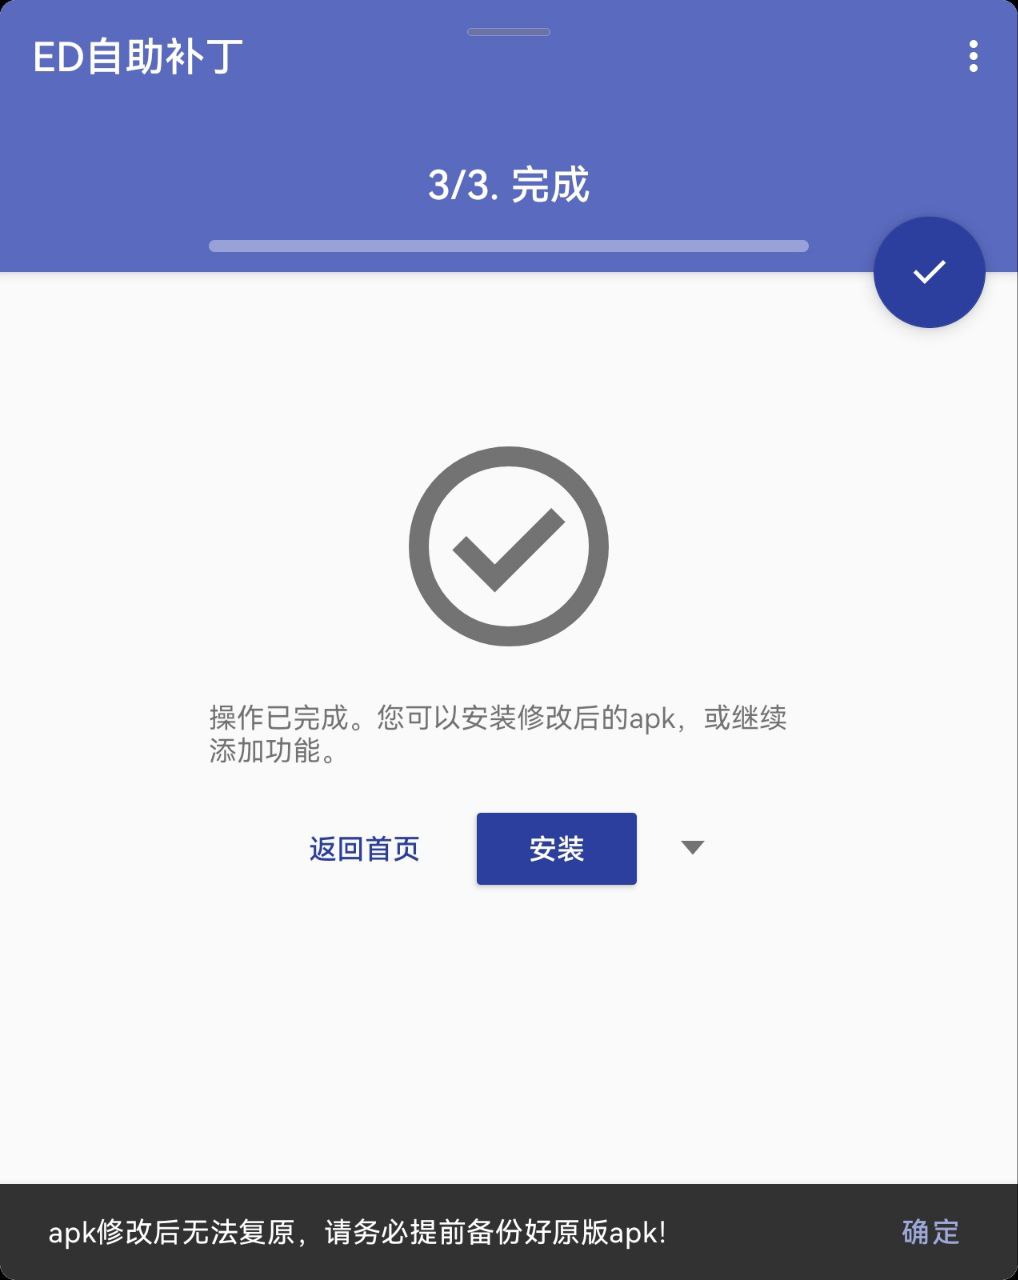 ED自助补丁
3/3. 完成
操作已完成。您可以安装修改后的apk，或继续
添加功能。
返回首页
安装
apk修改后无法复原，请务必提前备份好原版apk！
确定